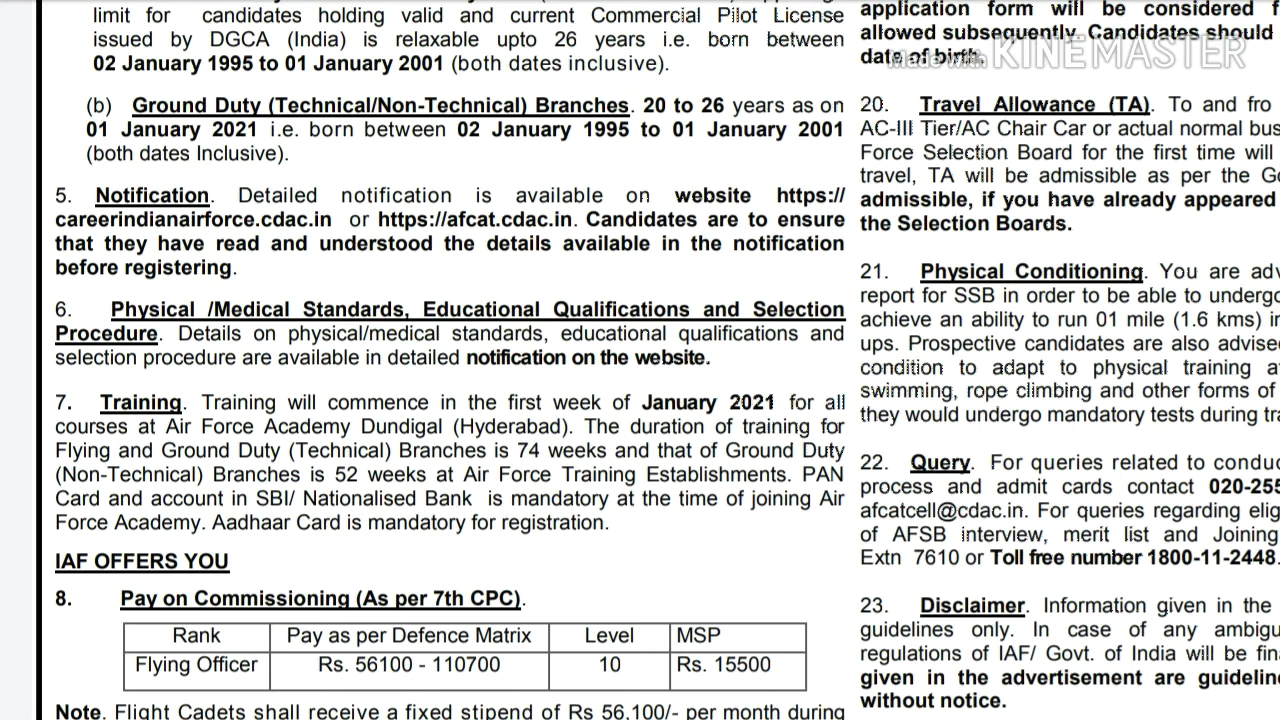 limit for candidates holding valid and current Commercial Pilot License
issued by DGCA (India) is relaxable upto 26 years i.e. born between
02 January 1995 to 01 January 2001 (both dates inclusive).
(b) Ground Duty (Technical/Non-Technical) Branches. 20 to 26 years as on
01 January 2021 i.e. born between 02 January 1995 to 01 January 2001
(both dates Inclusive).
5. Notification. Detailed notification is available on website https://
careerindianairforce.cdac.in or https://afcat.cdac.in. Candidates are to ensure
that they have read and understood the details available in the notification
before registering.
6. Physical /Medical Standards, Educational Qualifications and Selection
Procedure. Details on physical/medical standards, educational qualifications and
selection procedure are available in detailed notification on the website.
7. Training. Training will commence in the first week of January 2021 for all
courses at Air Force Academy Dundigal (Hyderabad). The duration of training for
Flying and Ground Duty (Technical) Branches is 74 weeks and that of Ground Duty
(Non-Technical) Branches is 52 weeks at Air Force Training Establishments. PAN
Card and account in SBI/ Nationalised Bank is mandatory at the time of joining Air
Force Academy. Aadhaar Card is mandatory for registration.
IAF OFFERS YOU
8. Pay on Commissioning (As per 7th CPC).
Rank Pay as per Defence Matrix Level MSP
Flying Officer Rs. 56100 - 110700 10 Rs. 15500
Note. Flight Cadets shall receive a fixed stipend of Rs 56,100/- per month during
application form will be considered
allowed subsequently. Candidates should
date of birth.
Made with KINEMASTER
20. Travel Allowance (TA). To and fro
AC-III Tier/AC Chair Car or actual normal bus
Force Selection Board for the first time will
travel, TA will be admissible as per the
admissible, if you have already appeared
the Selection Boards.
21. Physical Conditioning. You are
report for SSB in order to be able to
achieve an ability to run 01 mile (1.6 kms)
ups. Prospective candidates are also
condition to adapt to physical training
swimming, rope climbing and other forms of
they would undergo mandatory tests during
22. Query. For queries related to
process and admit cards contact 020-255
afcatcell@cdac.in. For queries regarding
of AFSB interview, merit list and Joining
Extn 7610 or Toll free number 1800-11-2448.
23. Disclaimer. Information given in the
guidelines only. In case of any
regulations of IAF/ Govt. of India will be
given in the advertisement are
without notice.